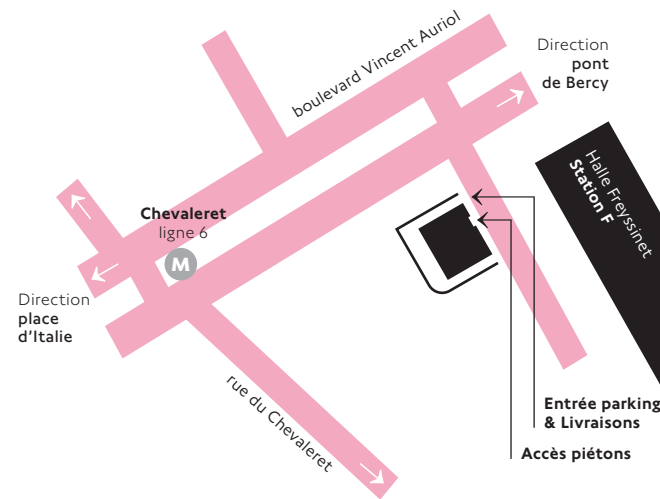 boulevard Vincent Auriol
Direction
pont
de Bercy
Halle Freyssinet
Station F
Chevaleret
ligne 6
M
Direction
place
d'Italie
rue du Chevaleret
Entrée parking
& Livraisons
Accès piétons